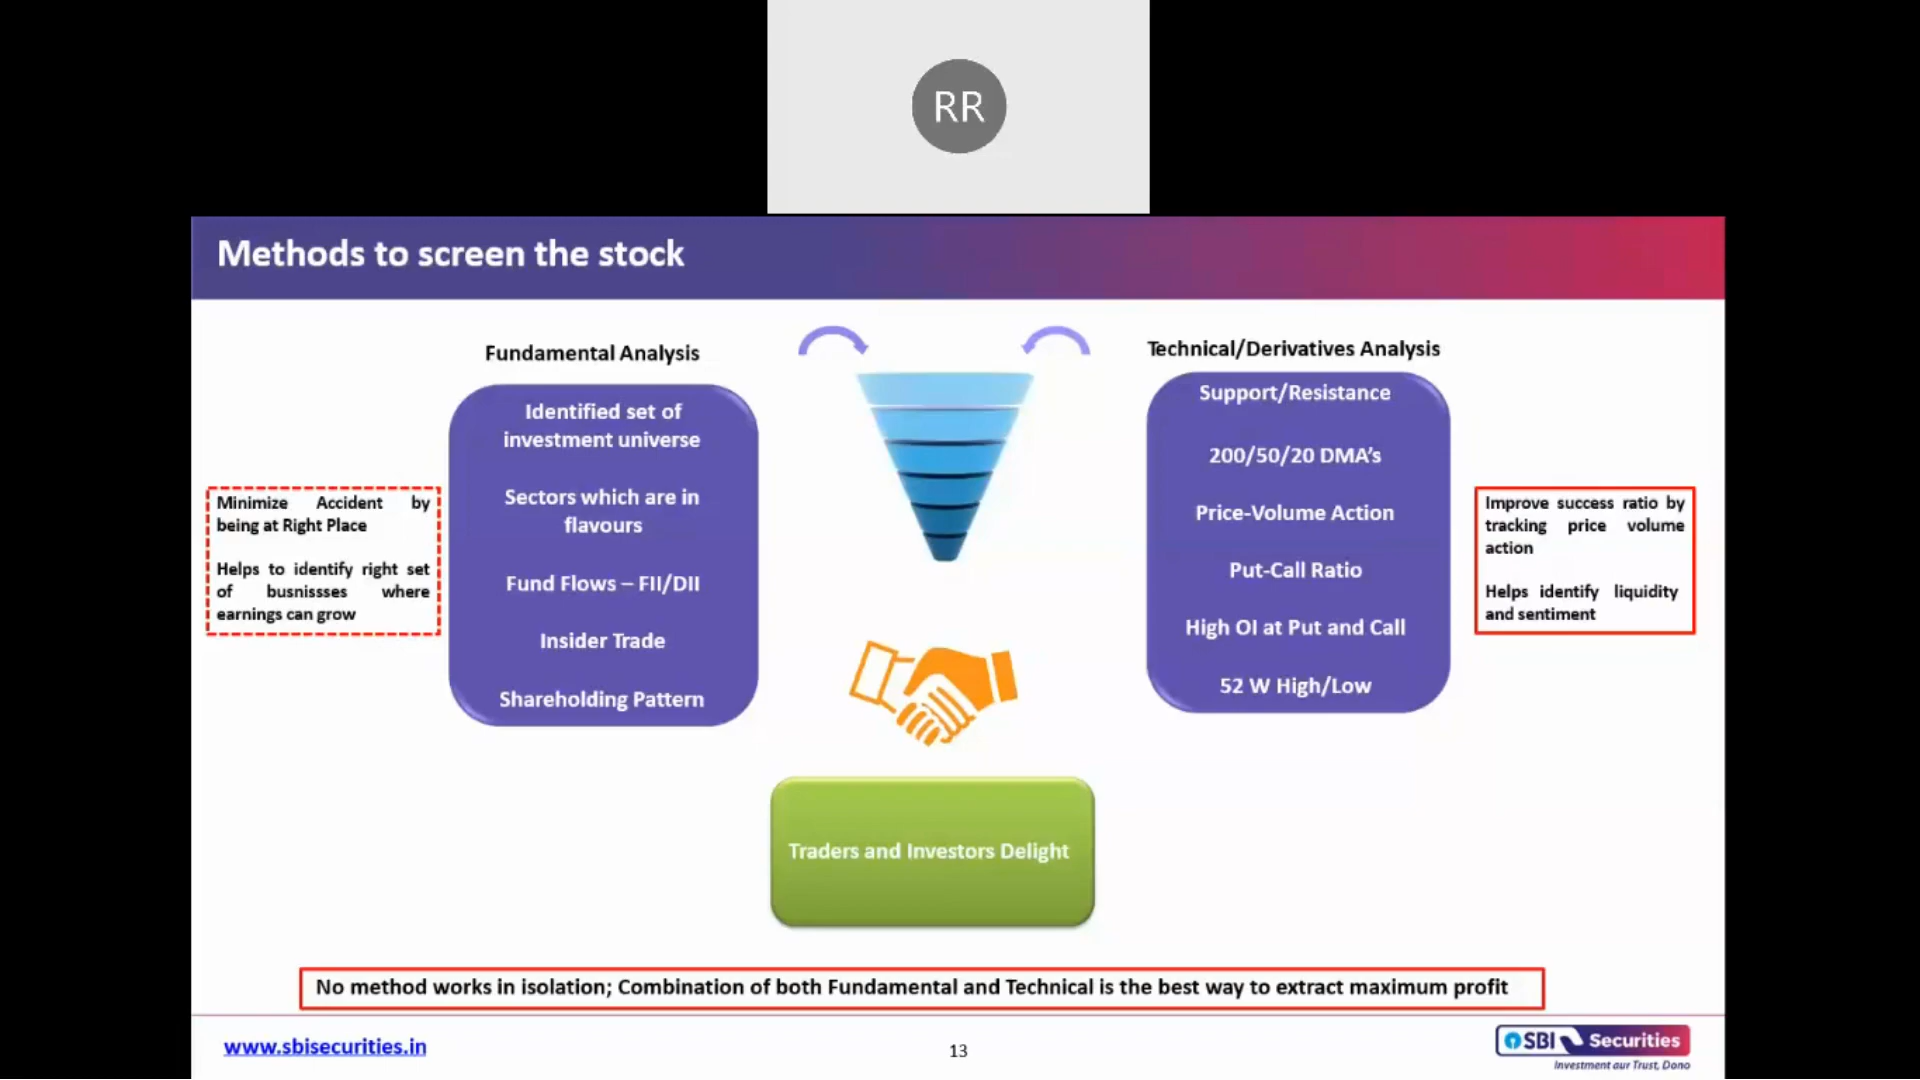 RR
Methods to screen the stock
Fundamental Analysis
Identified set of
investment universe
Sectors which are in
flavours
Fund Flows – FII/DII
Insider Trade
Shareholding Pattern
Minimize Accident by
being at Right Place
Helps to identify right set
of busnissses where
earnings can grow
Technical/Derivatives Analysis
Support/Resistance
200/50/20 DMA's
Price-Volume Action
Put-Call Ratio
High OI at Put and Call
52 W High/Low
Improve success ratio by
tracking price volume
action
Helps identify liquidity
and sentiment
Traders and Investors Delight
No method works in isolation; Combination of both Fundamental and Technical is the best way to extract maximum profit
www.sbisecurities.in
13
SBI Securities
Investment aur Trust, Dono